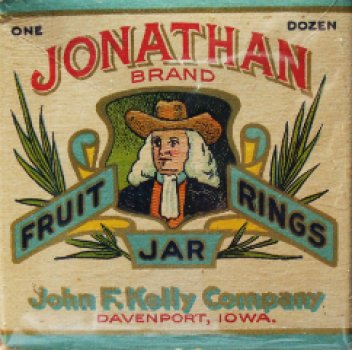 ONE DOZEN
JONATHAN
BRAND
FRUIT JAR RINGS
John F. Kelly Company
DAVENPORT, IOWA.